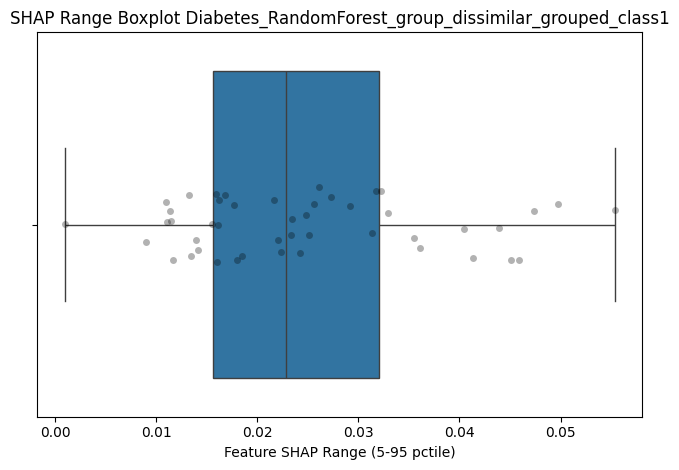 SHAP Range Boxplot Diabetes_RandomForest_group_dissimilar_grouped_class1
0.00 0.01 0.02 0.03 0.04 0.05
Feature SHAP Range (5-95 pctile)